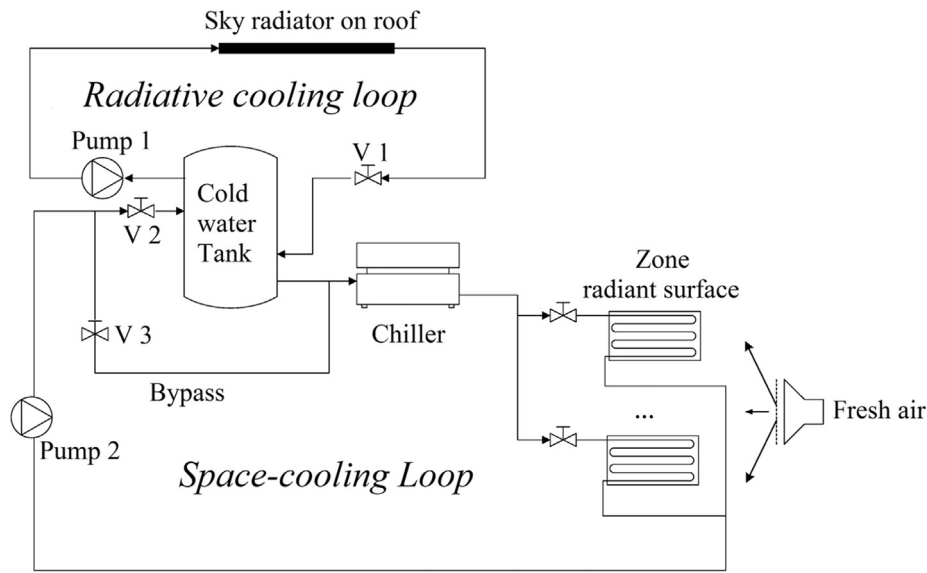 Sky radiator on roof
Radiative cooling loop
Pump 1
V 1
Cold
water
Tank
V 2
Zone
radiant surface
Chiller
V 3
Bypass
...
Fresh air
Pump 2
Space-cooling Loop